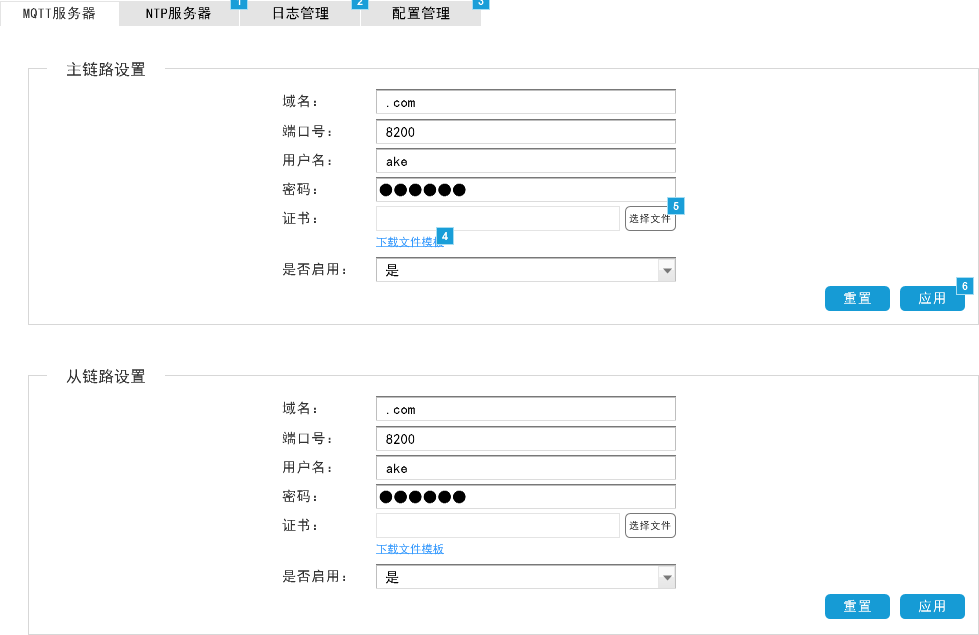 MQTT服务器 NTP服务器 1 日志管理 2 配置管理 3
主链路设置
域名： .com
端口号： 8200
用户名： ake
密码： ●●●●●●
证书： 选择文件 5
下载文件模板 4
是否启用： 是
重置 应用 6
从链路设置
域名： .com
端口号： 8200
用户名： ake
密码： ●●●●●●
证书： 选择文件
下载文件模板
是否启用： 是
重置 应用